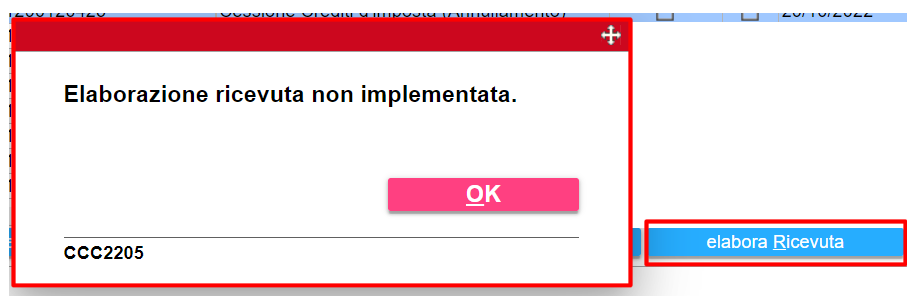 Cessione Crediti d'imposta (Annullamento)
Elaborazione ricevuta non implementata.
OK
elabora Ricevuta
CCC2205